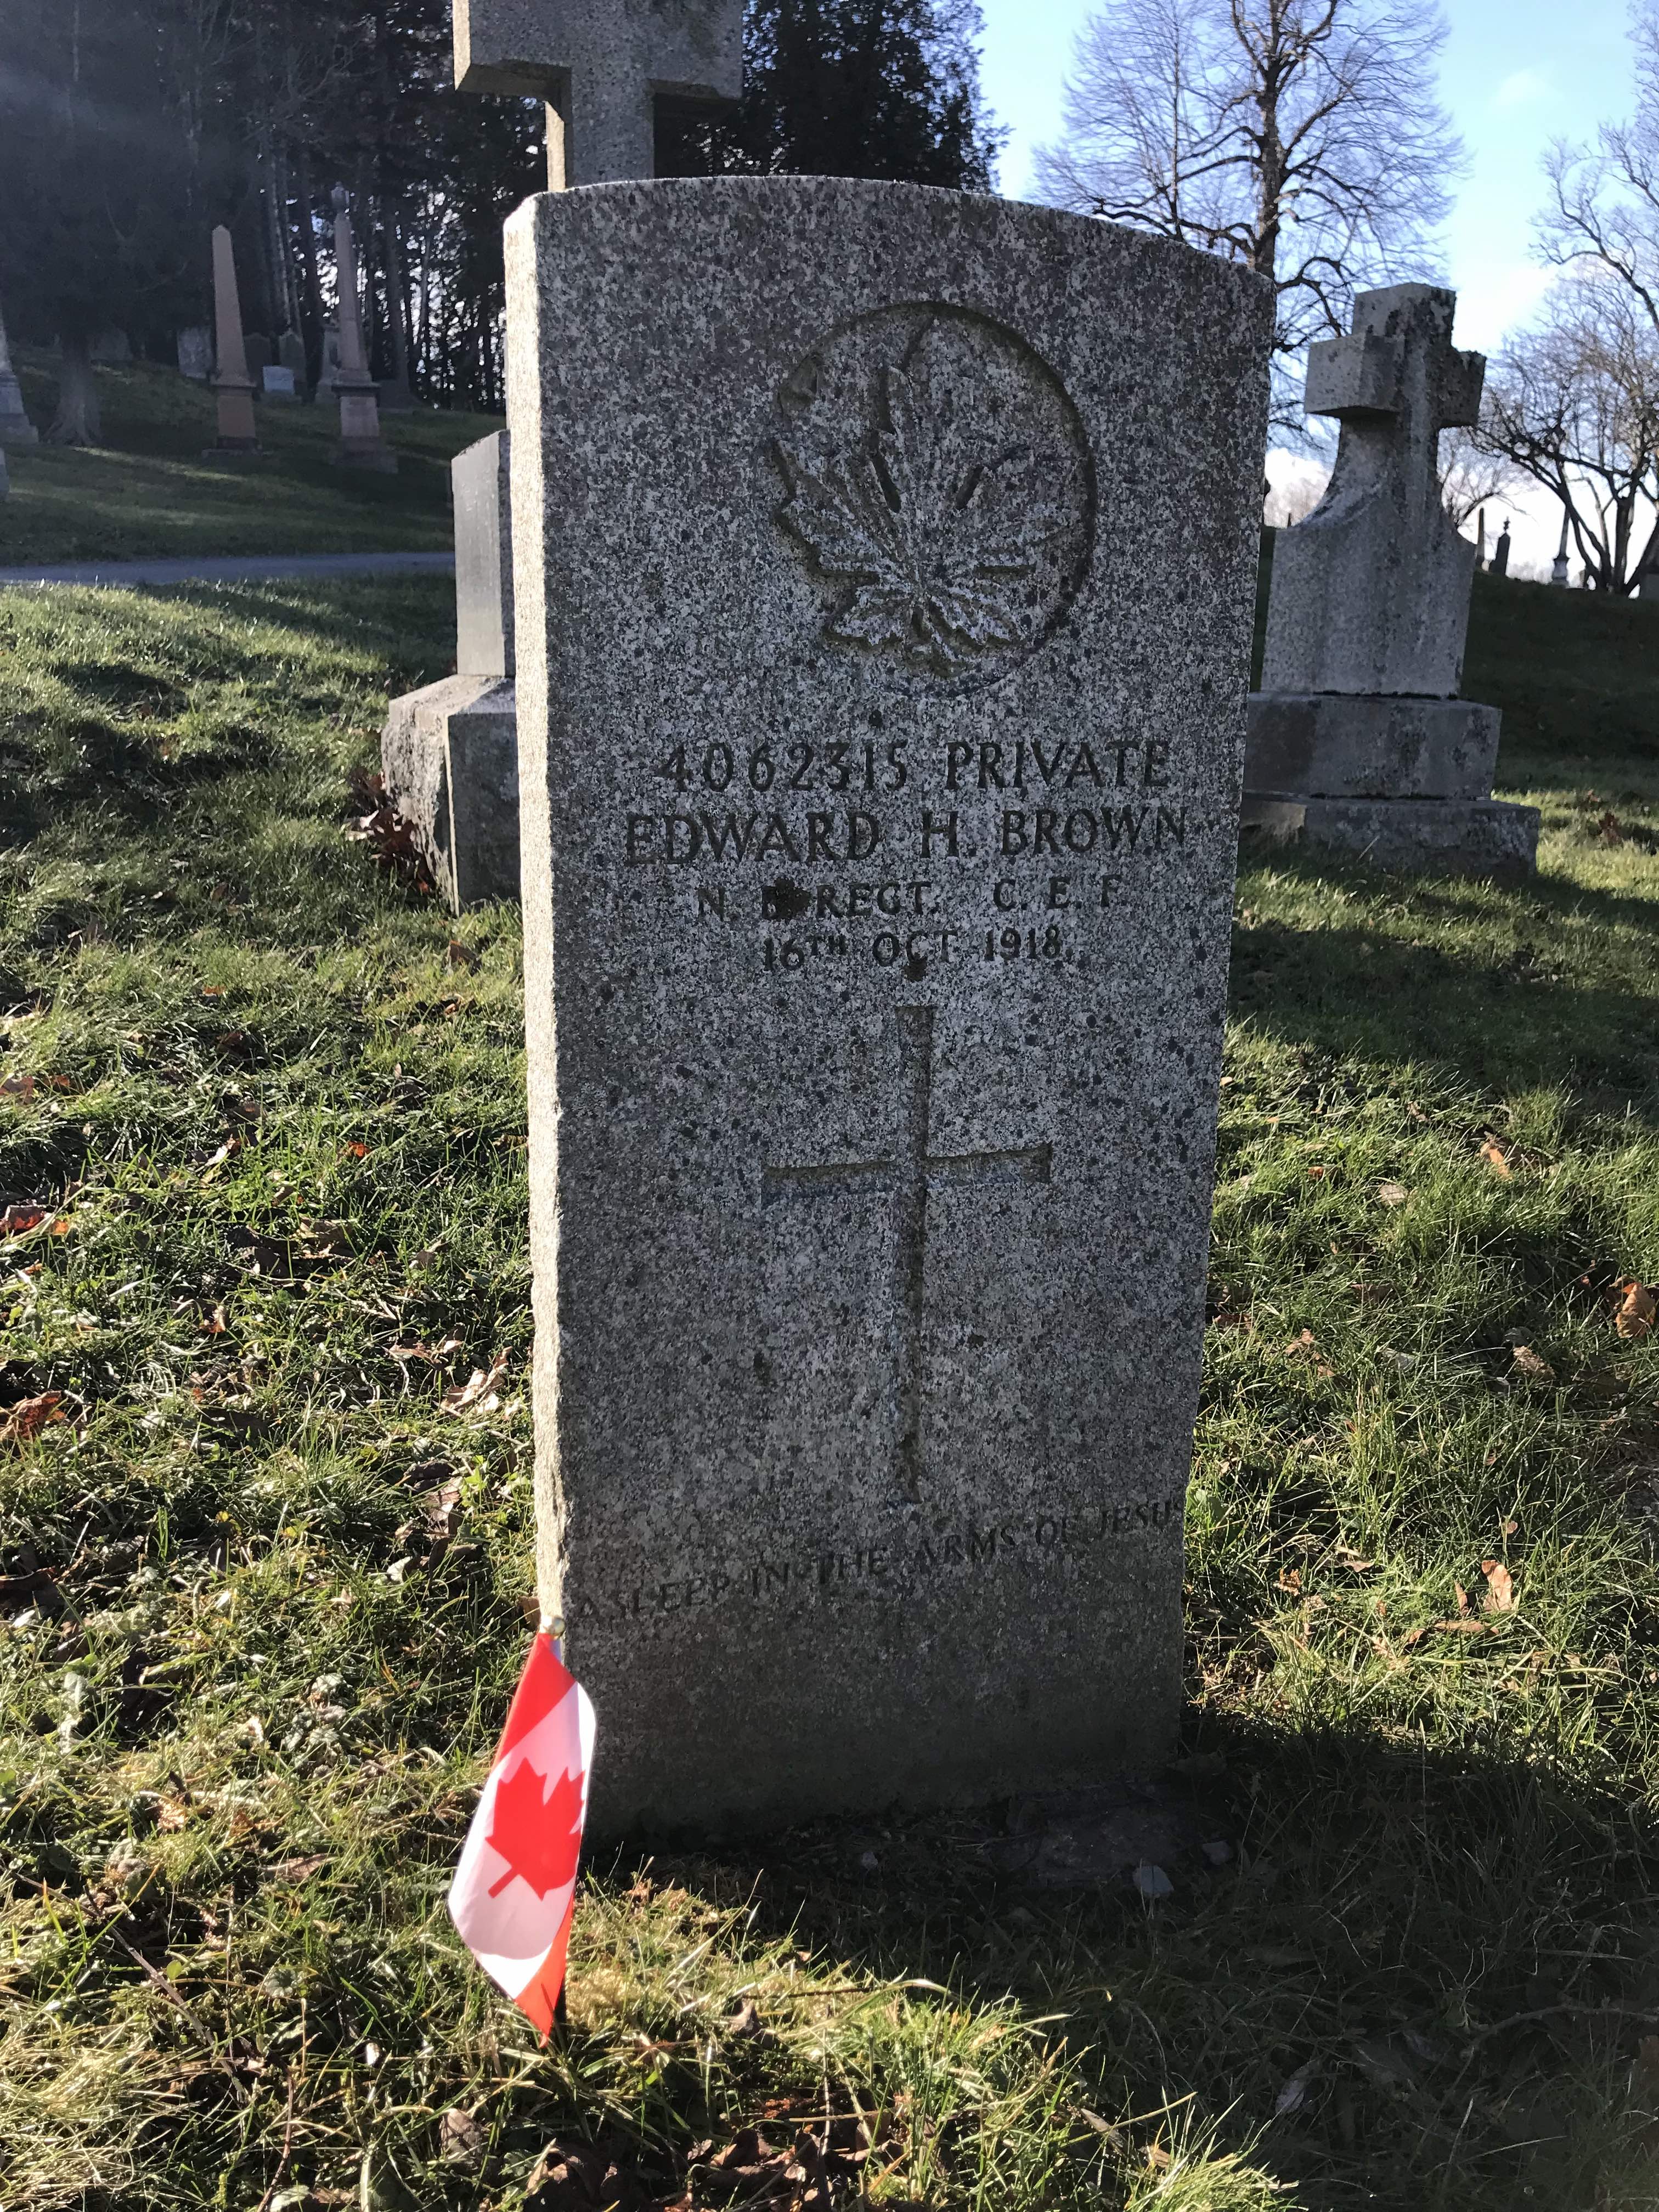 4062315 PRIVATE
EDWARD H. BROWN
N. B. REGT. C. E. F.
16TH OCT. 1918.
ASLEEP IN THE ARMS OF JESUS